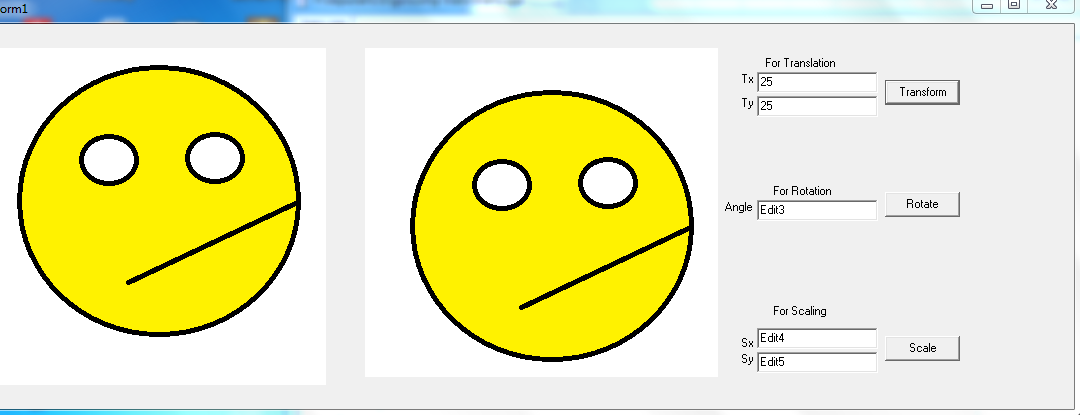 orm1
For Translation
Tx 25
Ty 25
Transform
For Rotation
Angle Edit3
Rotate
For Scaling
Sx Edit4
Sy Edit5
Scale